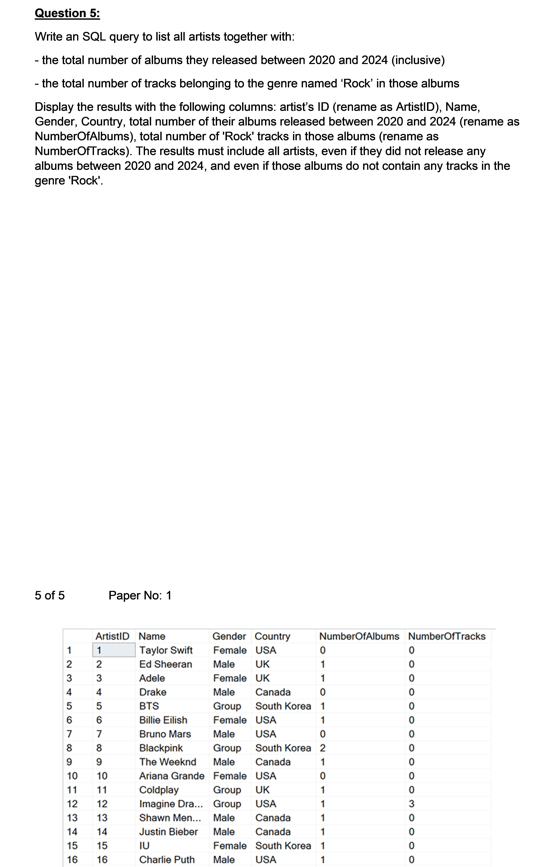 Question 5:
Write an SQL query to list all artists together with:
- the total number of albums they released between 2020 and 2024 (inclusive)
- the total number of tracks belonging to the genre named ‘Rock’ in those albums
Display the results with the following columns: artist’s ID (rename as ArtistID), Name,
Gender, Country, total number of their albums released between 2020 and 2024 (rename as
NumberOfAlbums), total number of 'Rock' tracks in those albums (rename as
NumberOfTracks). The results must include all artists, even if they did not release any
albums between 2020 and 2024, and even if those albums do not contain any tracks in the
genre 'Rock'.
5 of 5 Paper No: 1
ArtistID Name Gender Country NumberOfAlbums NumberOfTracks
1 1 Taylor Swift Female USA 0 0
2 2 Ed Sheeran Male UK 1 0
3 3 Adele Female UK 1 0
4 4 Drake Male Canada 0 0
5 5 BTS Group South Korea 1 0
6 6 Billie Eilish Female USA 1 0
7 7 Bruno Mars Male USA 0 0
8 8 Blackpink Group South Korea 2 0
9 9 The Weeknd Male Canada 1 0
10 10 Ariana Grande Female USA 0 0
11 11 Coldplay Group UK 1 0
12 12 Imagine Dra... Group USA 1 3
13 13 Shawn Men... Male Canada 1 0
14 14 Justin Bieber Male Canada 1 0
15 15 IU Female South Korea 1 0
16 16 Charlie Puth Male USA 1 0